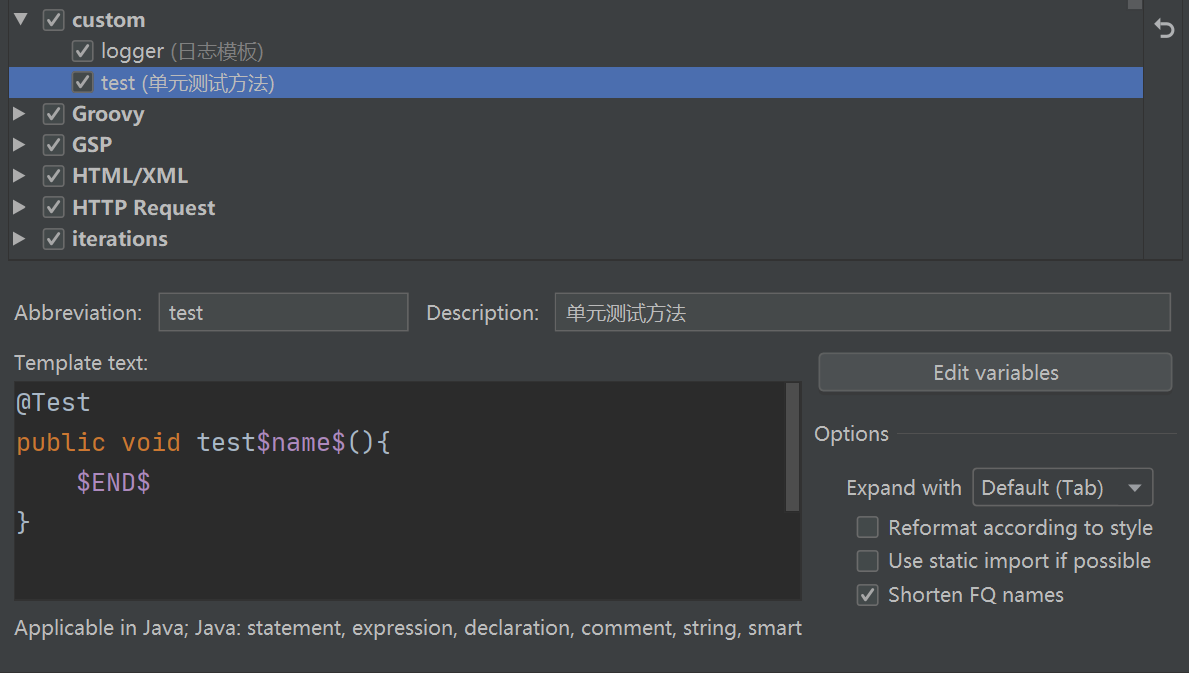 custom
logger (日志模板)
test (单元测试方法)
Groovy
GSP
HTML/XML
HTTP Request
iterations
Abbreviation: test Description: 单元测试方法
Template text:
Edit variables
@Test
public void test$name$(){
$END$
}
Options
Expand with Default (Tab)
Reformat according to style
Use static import if possible
Shorten FQ names
Applicable in Java; Java: statement, expression, declaration, comment, string, smart